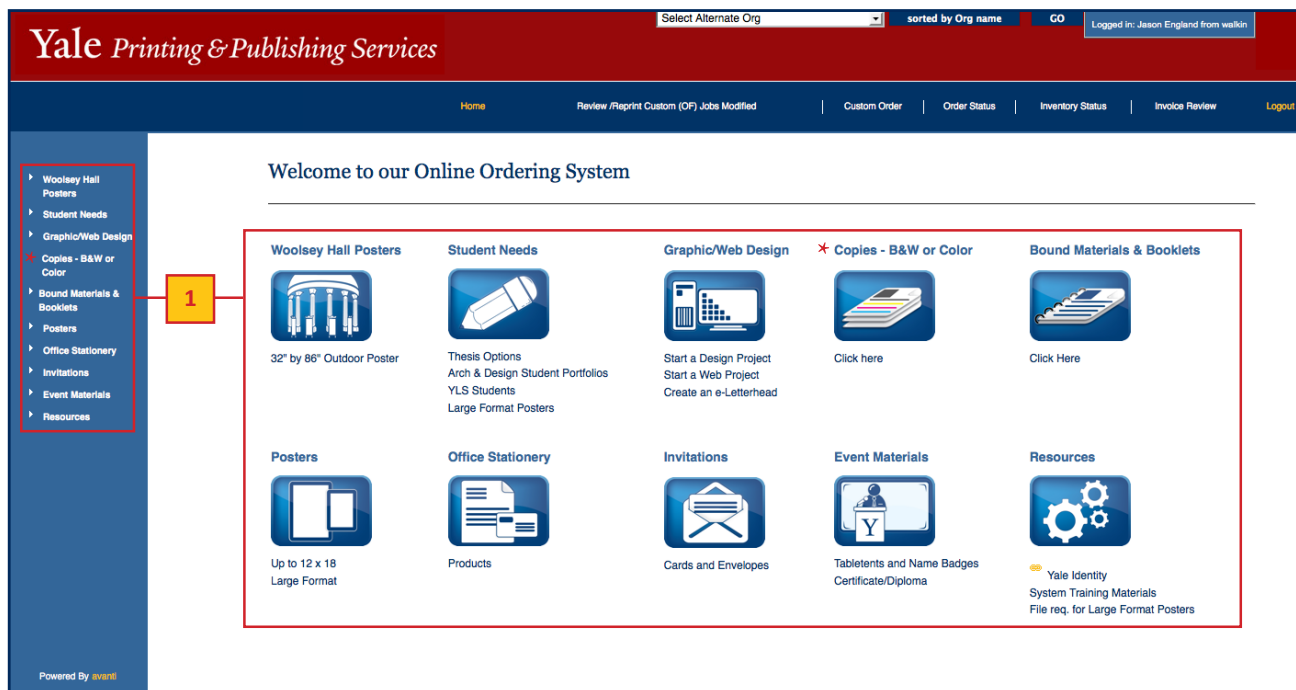 Select Alternate Org
sorted by Org name
GO
Logged in: Jason England from walkin
Yale Printing & Publishing Services
Home
Review /Reprint Custom (OF) Jobs Modified
Custom Order
Order Status
Inventory Status
Invoice Review
Logout
Woolsey Hall
Posters
Student Needs
Graphic/Web Design
Copies - B&W or
Color
Bound Materials &
Booklets
Posters
Office Stationery
Invitations
Event Materials
Resources
Powered By avanti
1
Welcome to our Online Ordering System
Woolsey Hall Posters
32" by 86" Outdoor Poster
Student Needs
Thesis Options
Arch & Design Student Portfolios
YLS Students
Large Format Posters
Graphic/Web Design
Start a Design Project
Start a Web Project
Create an e-Letterhead
Copies - B&W or Color
Click here
Bound Materials & Booklets
Click Here
Posters
Up to 12 x 18
Large Format
Office Stationery
Products
Invitations
Cards and Envelopes
Event Materials
Y
Tabletents and Name Badges
Certificate/Diploma
Resources
Yale Identity
System Training Materials
File req. for Large Format Posters